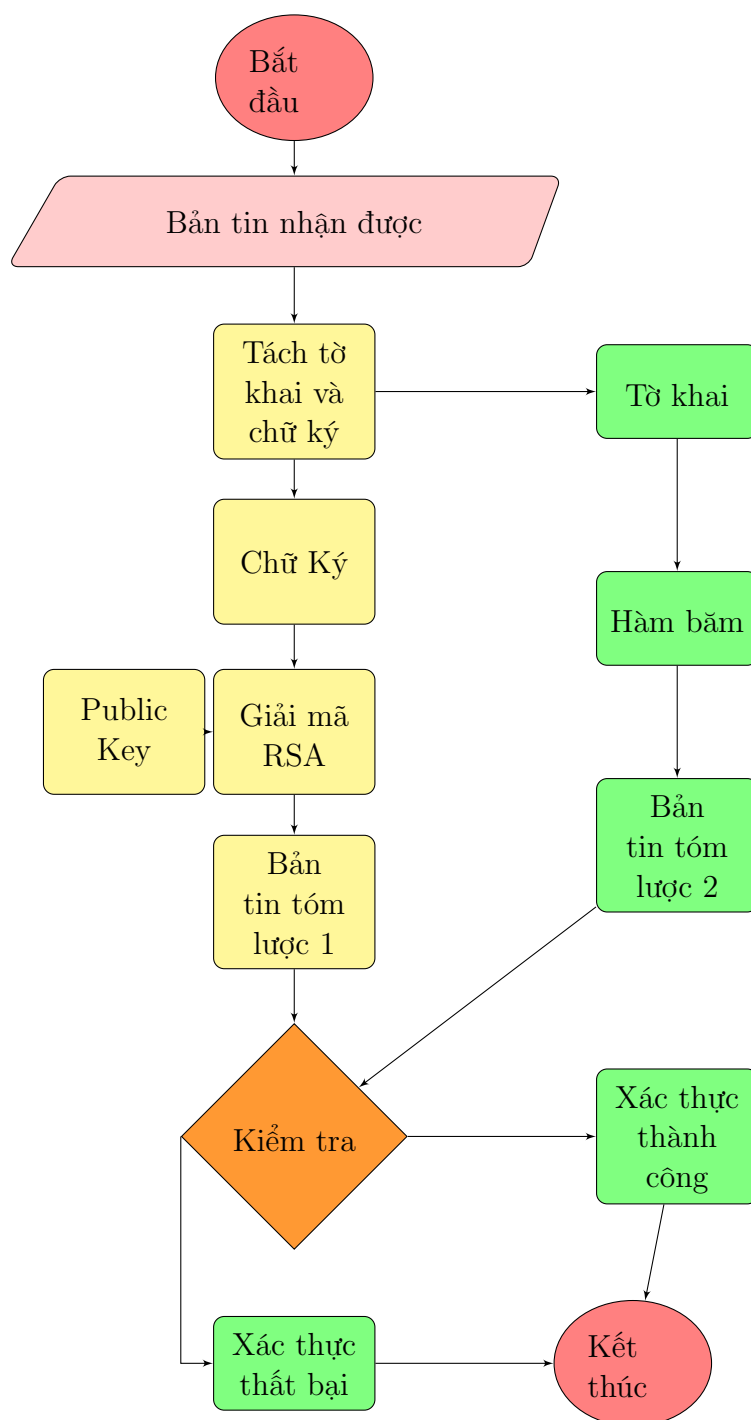 Bắt
đầu
Bản tin nhận được
Tách tờ
khai và
chữ ký
Tờ khai
Chữ Ký
Hàm băm
Public
Key
Giải mã
RSA
Bản
tin tóm
lược 2
Bản
tin tóm
lược 1
Kiểm tra
Xác thực
thành
công
Xác thực
thất bại
Kết
thúc